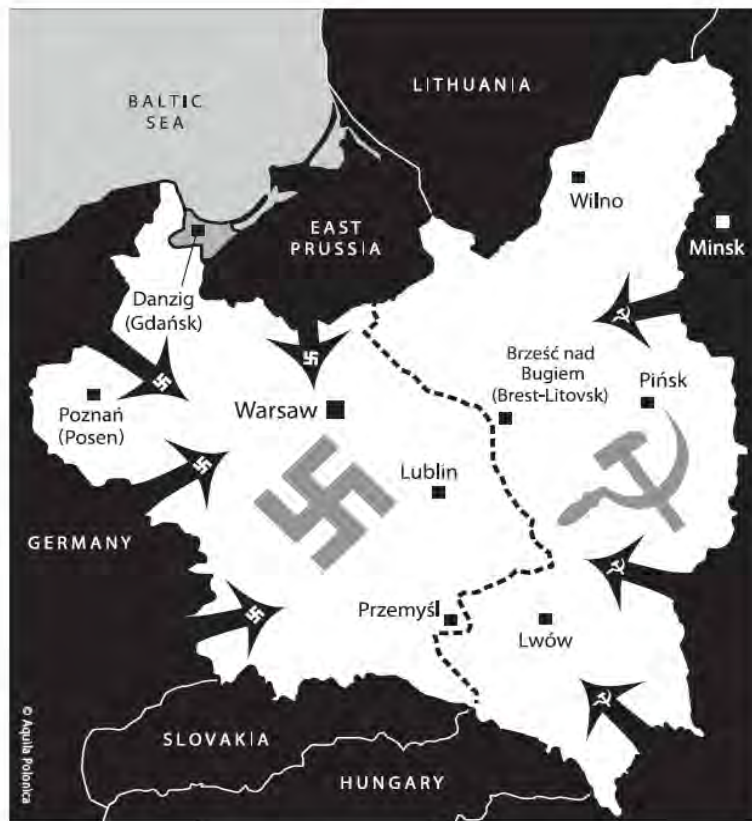 BALTIC
SEA
LITHUANIA
Wilno
EAST
PRUSSIA
Minsk
Danzig
(Gdańsk)
Brześć nad
Bugiem
(Brest-Litovsk)
Pińsk
Poznań
(Posen)
Warsaw
Lublin
GERMANY
Przemyśl
Lwów
SLOVAKIA
HUNGARY
© Aquila Polonica